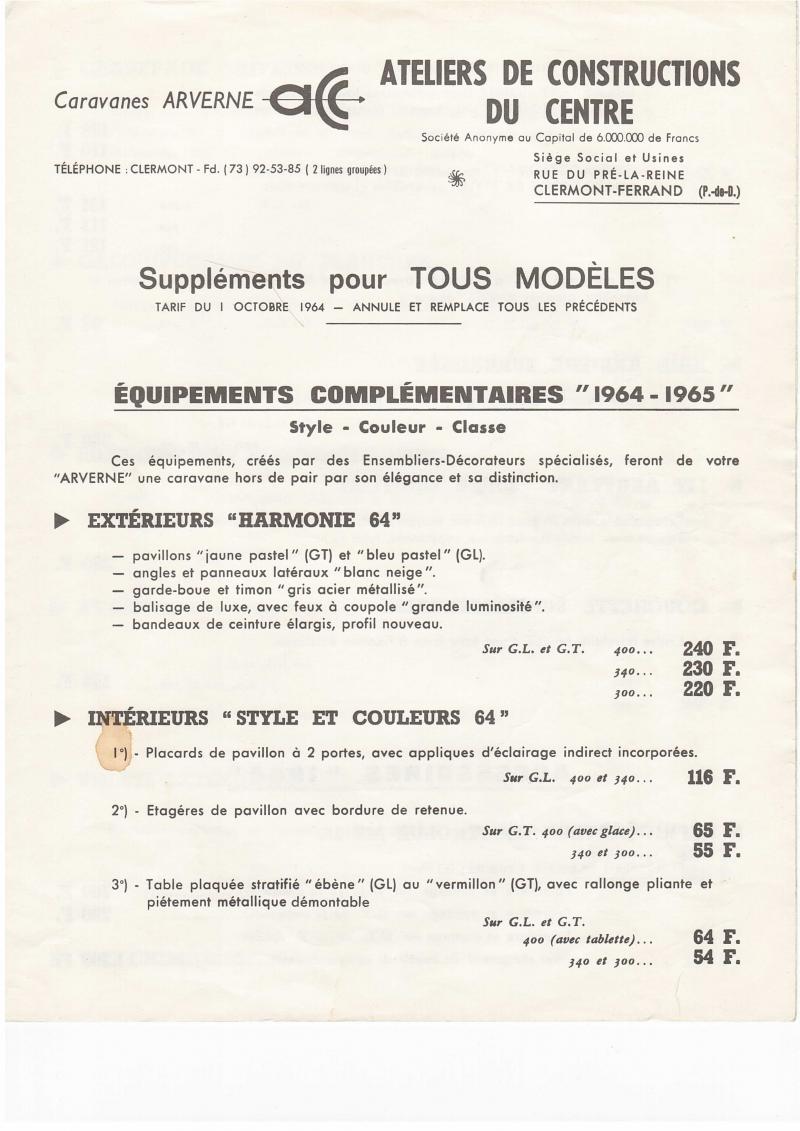 Caravanes ARVERNE acc
ATELIERS DE CONSTRUCTIONS
DU CENTRE
Société Anonyme au Capital de 6.000.000 de Francs
TÉLÉPHONE : CLERMONT - Fd. ( 73 ) 92-53-85 ( 2 lignes groupées )
Siège Social et Usines
RUE DU PRÉ-LA-REINE
CLERMONT-FERRAND (P.-de-D.)
Suppléments pour TOUS MODÈLES
TARIF DU 1 OCTOBRE 1964 — ANNULE ET REMPLACE TOUS LES PRÉCÉDENTS
ÉQUIPEMENTS COMPLÉMENTAIRES "1964 - 1965"
Style - Couleur - Classe
Ces équipements, créés par des Ensembliers-Décorateurs spécialisés, feront de votre
"ARVERNE" une caravane hors de pair par son élégance et sa distinction.
► EXTÉRIEURS "HARMONIE 64"
— pavillons "jaune pastel" (GT) et "bleu pastel" (GL).
— angles et panneaux latéraux "blanc neige".
— garde-boue et timon "gris acier métallisé".
— balisage de luxe, avec feux à coupole "grande luminosité".
— bandeaux de ceinture élargis, profil nouveau.
Sur G.L. et G.T. 400... 240 F.
340... 230 F.
300... 220 F.
► INTÉRIEURS "STYLE ET COULEURS 64"
1°) - Placards de pavillon à 2 portes, avec appliques d'éclairage indirect incorporées.
Sur G.L. 400 et 340... 116 F.
2°) - Etagéres de pavillon avec bordure de retenue.
Sur G.T. 400 (avec glace)... 65 F.
340 et 300... 55 F.
3°) - Table plaquée stratifié "ébène" (GL) au "vermillon" (GT), avec rallonge pliante et
piétement métallique démontable
Sur G.L. et G.T.
400 (avec tablette)... 64 F.
340 et 300... 54 F.